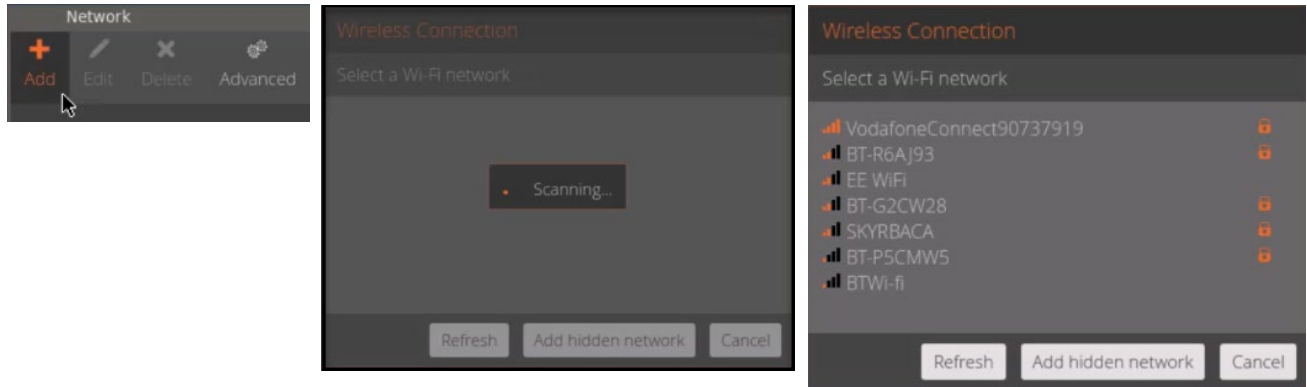 Network
Add Edit Delete Advanced
Wireless Connection
Select a Wi-Fi network
Scanning...
Refresh Add hidden network Cancel
Wireless Connection
Select a Wi-Fi network
VodafoneConnect90737919
BT-R6AJ93
EE WiFi
BT-G2CW28
SKYRBACA
BT-P5CMW5
BTWi-fi
Refresh Add hidden network Cancel